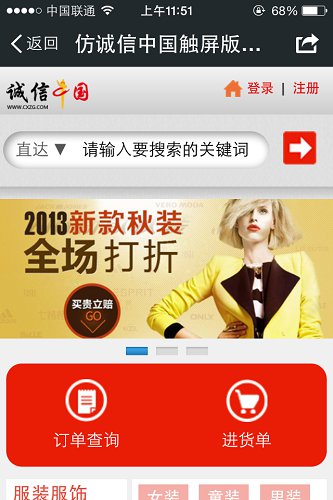 中国联通 上午11:51 68%
返回 仿诚信中国触屏版...
诚信中国
WWW.CXZG.COM
登录 | 注册
直达 ▼ 请输入要搜索的关键词
VERO MODA
2013新款秋装
全场打折
ESPRIT
ONLY
买贵立赔
GO
订单查询 进货单
服装服饰 女装 童装 男装